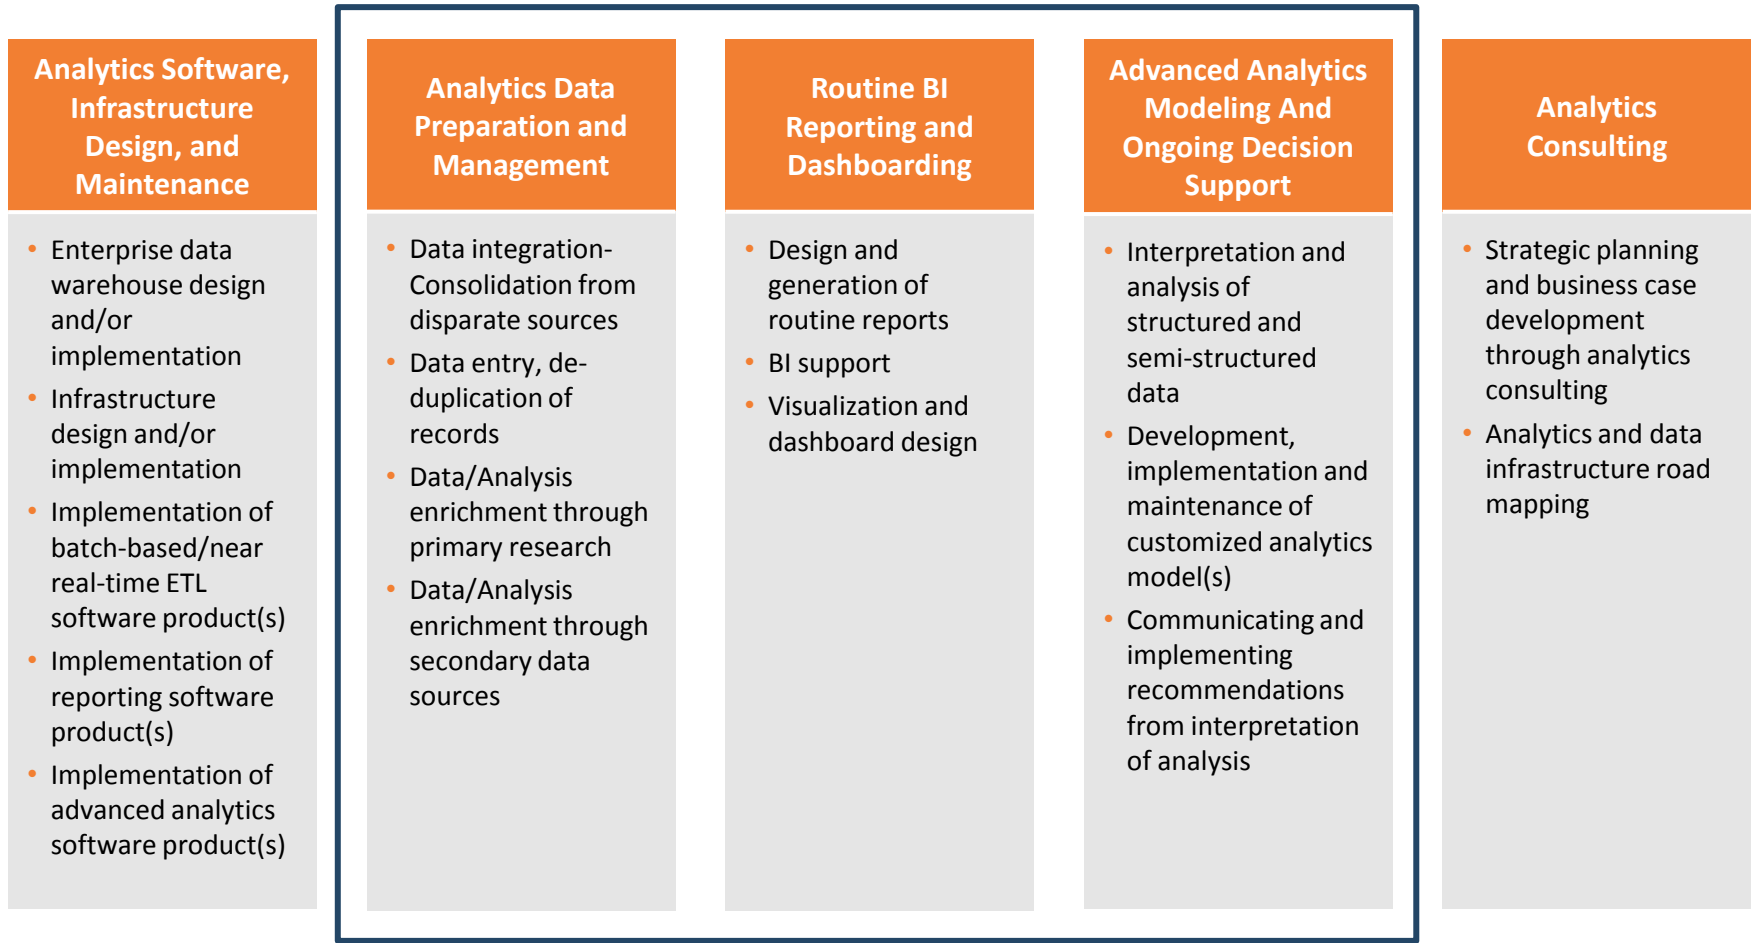 Analytics Software,
Infrastructure
Design, and
Maintenance
• Enterprise data
warehouse design
and/or
implementation
• Infrastructure
design and/or
implementation
• Implementation of
batch-based/near
real-time ETL
software product(s)
• Implementation of
reporting software
product(s)
• Implementation of
advanced analytics
software product(s)
Analytics Data
Preparation and
Management
• Data integration-
Consolidation from
disparate sources
• Data entry, de-
duplication of
records
• Data/Analysis
enrichment through
primary research
• Data/Analysis
enrichment through
secondary data
sources
Routine BI
Reporting and
Dashboarding
• Design and
generation of
routine reports
• BI support
• Visualization and
dashboard design
Advanced Analytics
Modeling And
Ongoing Decision
Support
• Interpretation and
analysis of
structured and
semi-structured
data
• Development,
implementation and
maintenance of
customized analytics
model(s)
• Communicating and
implementing
recommendations
from interpretation
of analysis
Analytics
Consulting
• Strategic planning
and business case
development
through analytics
consulting
• Analytics and data
infrastructure road
mapping